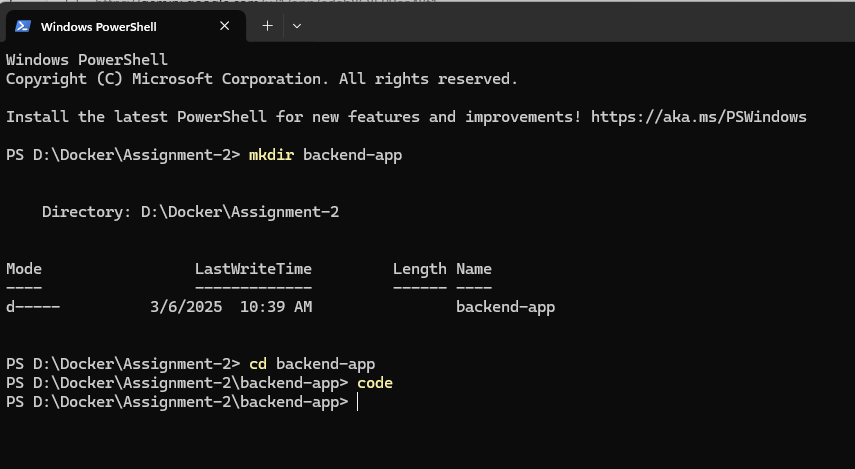 Windows PowerShell
Windows PowerShell
Copyright (C) Microsoft Corporation. All rights reserved.
Install the latest PowerShell for new features and improvements! https://aka.ms/PSWindows
PS D:\Docker\Assignment-2> mkdir backend-app
Directory: D:\Docker\Assignment-2
Mode LastWriteTime Length Name
---- ------------- ------ ----
d----- 3/6/2025 10:39 AM backend-app
PS D:\Docker\Assignment-2> cd backend-app
PS D:\Docker\Assignment-2\backend-app> code
PS D:\Docker\Assignment-2\backend-app>